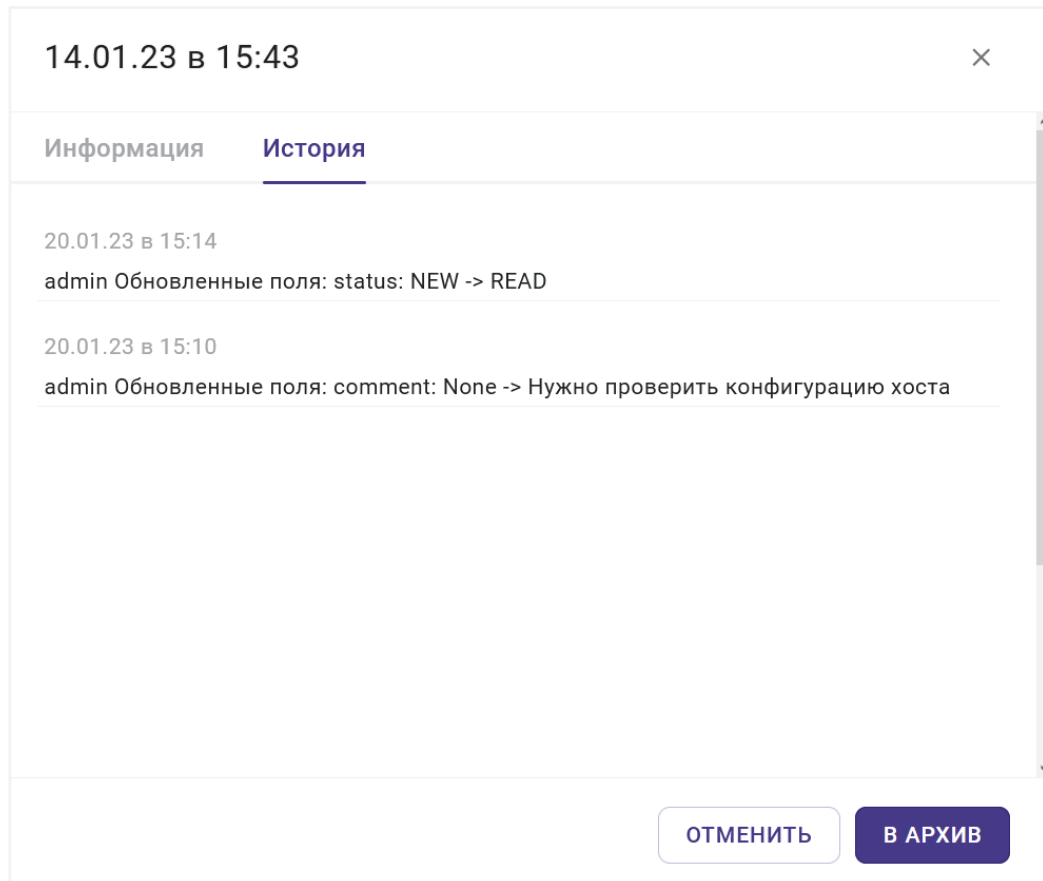 14.01.23 в 15:43
Информация История
20.01.23 в 15:14
admin Обновленные поля: status: NEW -> READ
20.01.23 в 15:10
admin Обновленные поля: comment: None -> Нужно проверить конфигурацию хоста
ОТМЕНИТЬ В АРХИВ